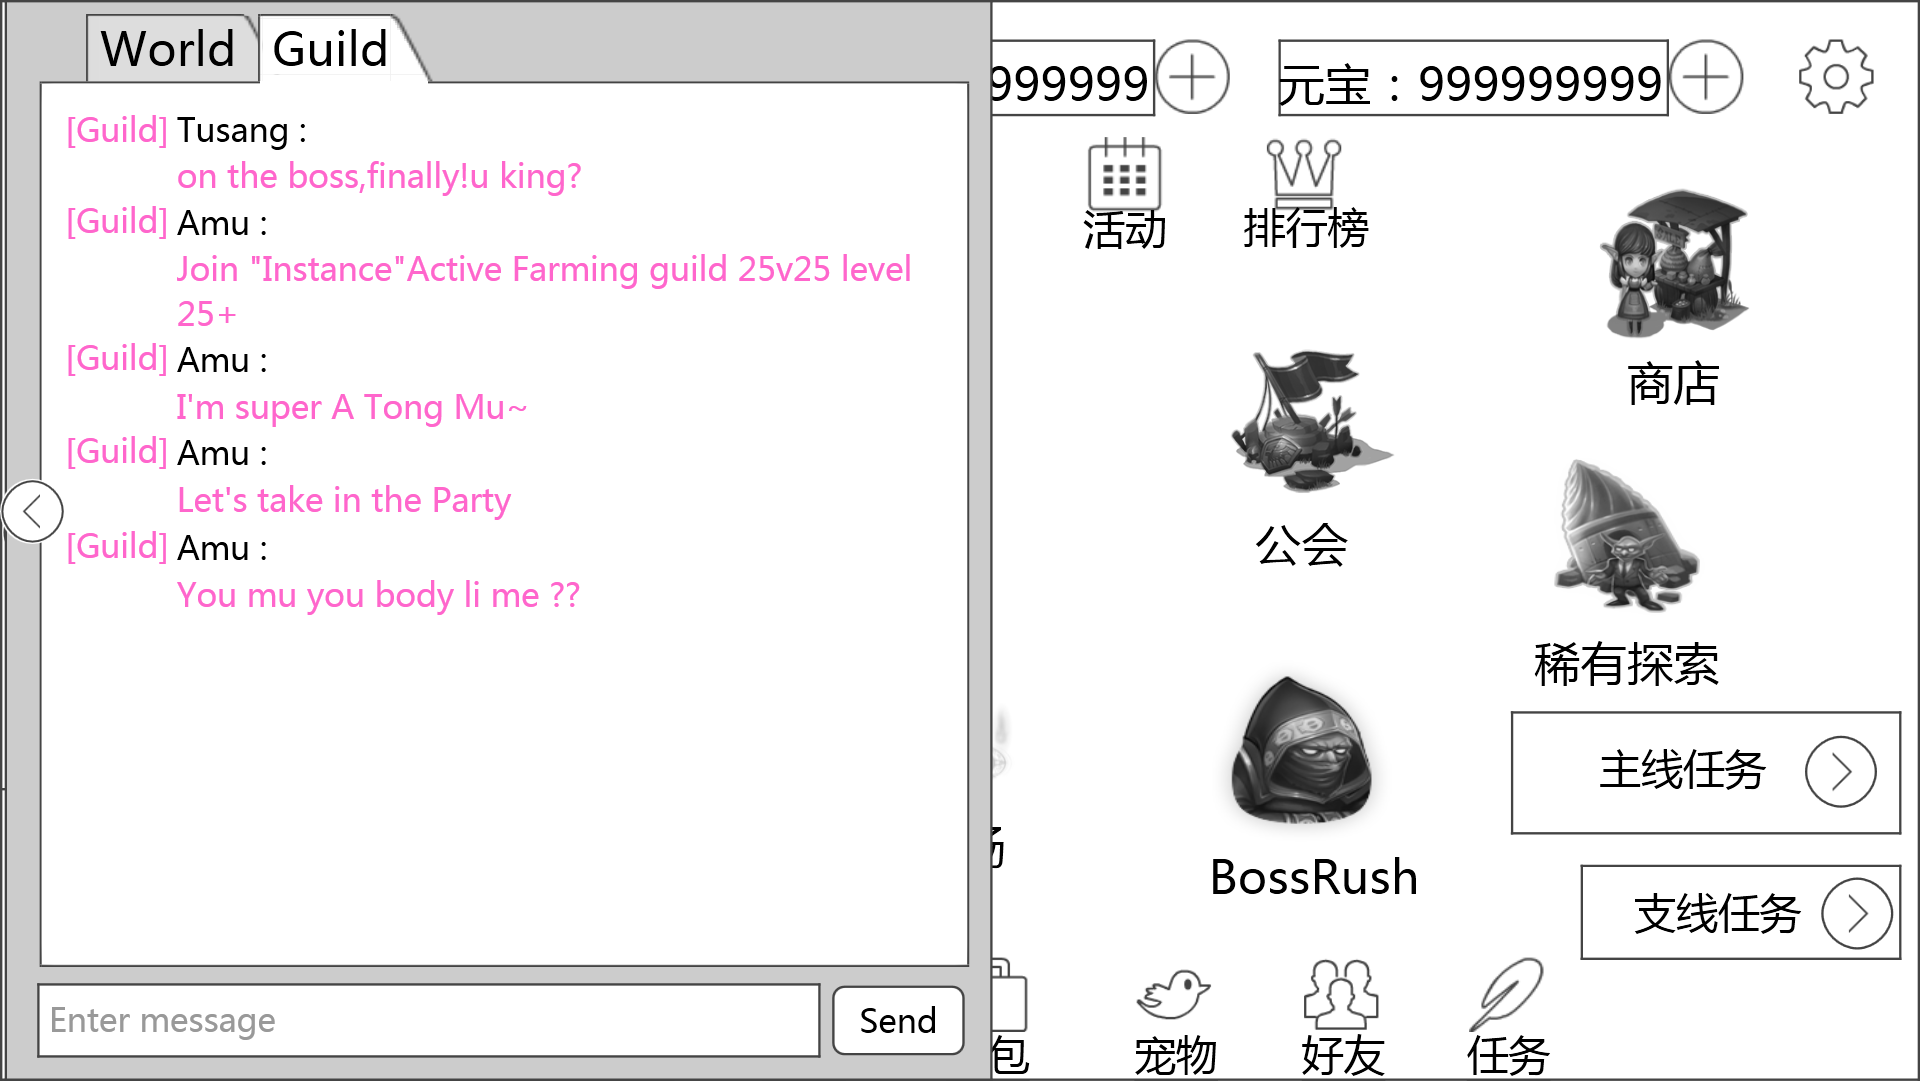 World
Guild
[Guild] Tusang :
on the boss,finally!u king?
[Guild] Amu :
Join "Instance"Active Farming guild 25v25 level
25+
[Guild] Amu :
I'm super A Tong Mu~
[Guild] Amu :
Let's take in the Party
[Guild] Amu :
You mu you body li me ??
Enter message
Send
999999
元宝：999999999
活动
排行榜
商店
公会
稀有探索
BossRush
主线任务
支线任务
包
宠物
好友
任务